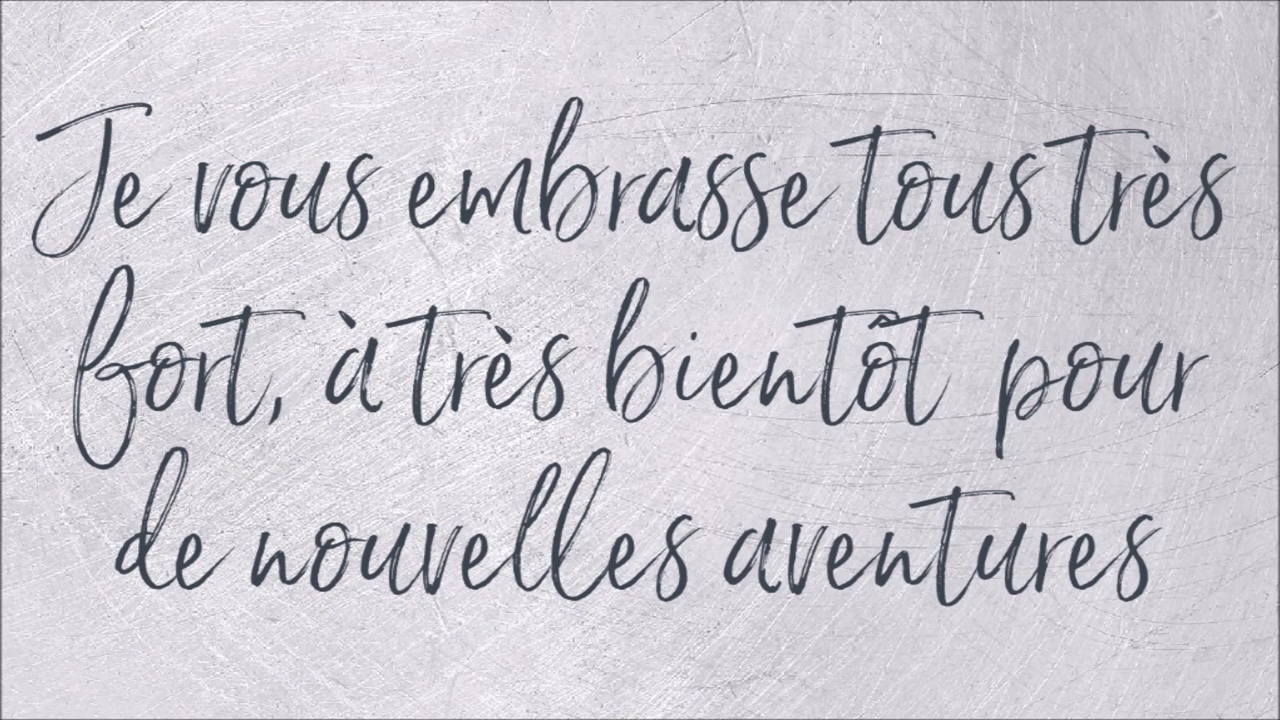 Je vous embrasse tous très
fort, à très bientôt pour
de nouvelles aventures